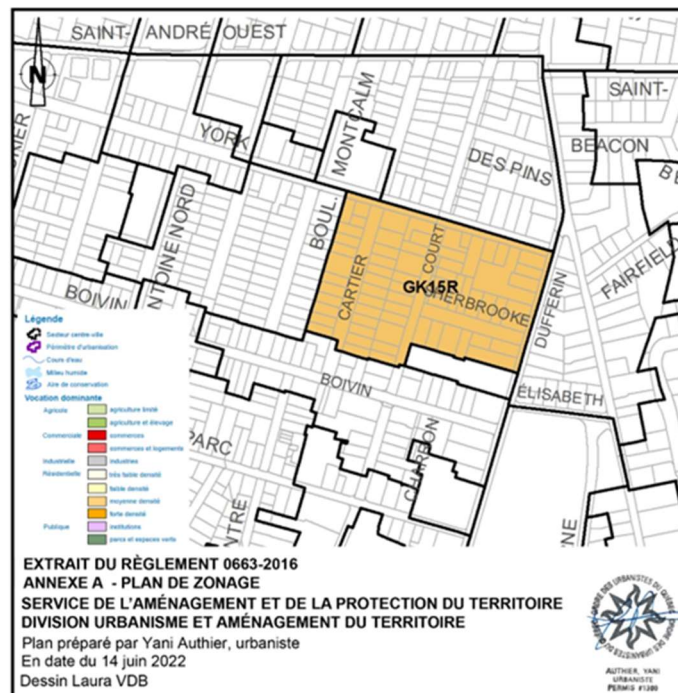 SAINT- ANDRÉ OUEST
SAINT-
N
MONTCALM
YORK
BEACON
DES PINS
BOUL.
COURT
FAIRFIELD
CARTIER
GK15R
SHERBROOKE
DUFFERIN
BOIVIN
BOIVIN
ÉLISABETH
PARC
CHARBON
Légende
Secteur centre-ville
Périmètre d'urbanisation
Cours d'eau
Milieu humide
Aire de conservation
Vocation dominante
Agricole
agriculture limité
agriculture et élevage
Commerciale
commerces
commerces et logements
Industrielle
industries
Résidentielle
très faible densité
faible densité
moyenne densité
forte densité
Publique
institutions
parcs et espaces verts
EXTRAIT DU RÈGLEMENT 0663-2016
ANNEXE A - PLAN DE ZONAGE
SERVICE DE L'AMÉNAGEMENT ET DE LA PROTECTION DU TERRITOIRE
DIVISION URBANISME ET AMÉNAGEMENT DU TERRITOIRE
Plan préparé par Yani Authier, urbaniste
En date du 14 juin 2022
Dessin Laura VDB
AUTHIER, YANI
URBANISTE
PERMIS #1380